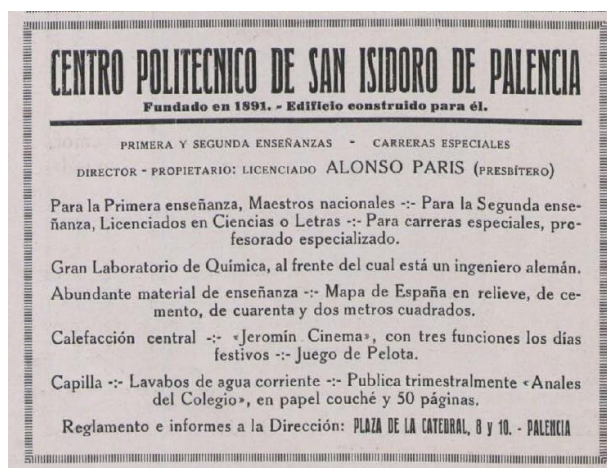 CENTRO POLITECNICO DE SAN ISIDORO DE PALENCIA
Fundado en 1891. - Edificio construido para él.
PRIMERA Y SEGUNDA ENSEÑANZAS - CARRERAS ESPECIALES
DIRECTOR - PROPIETARIO: LICENCIADO ALONSO PARIS (PRESBÍTERO)
Para la Primera enseñanza, Maestros nacionales -:- Para la Segunda ense-
ñanza, Licenciados en Ciencias o Letras -:- Para carreras especiales, pro-
fesorado especializado.
Gran Laboratorio de Química, al frente del cual está un ingeniero alemán.
Abundante material de enseñanza -:- Mapa de España en relieve, de ce-
mento, de cuarenta y dos metros cuadrados.
Calefacción central -:- «Jeromín Cinema», con tres funciones los días
festivos -:- Juego de Pelota.
Capilla -:- Lavabos de agua corriente -:- Publica trimestralmente «Anales
del Colegio», en papel couché y 50 páginas.
Reglamento e informes a la Dirección: PLAZA DE LA CATEDRAL, 8 y 10. - PALENCIA